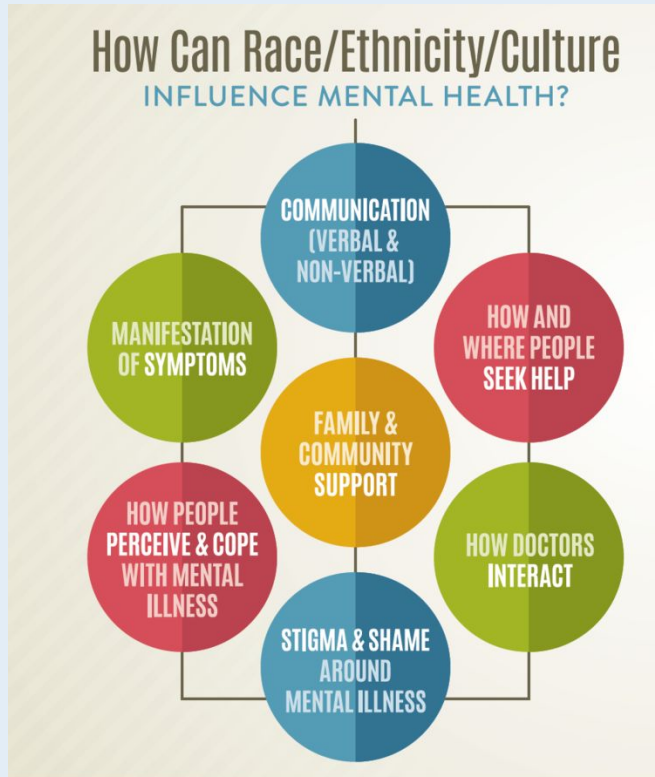 How Can Race/Ethnicity/Culture
INFLUENCE MENTAL HEALTH?
COMMUNICATION
(VERBAL &
NON-VERBAL)
MANIFESTATION
OF SYMPTOMS
HOW AND
WHERE PEOPLE
SEEK HELP
FAMILY &
COMMUNITY
SUPPORT
HOW PEOPLE
PERCEIVE & COPE
WITH MENTAL
ILLNESS
HOW DOCTORS
INTERACT
STIGMA & SHAME
AROUND
MENTAL ILLNESS